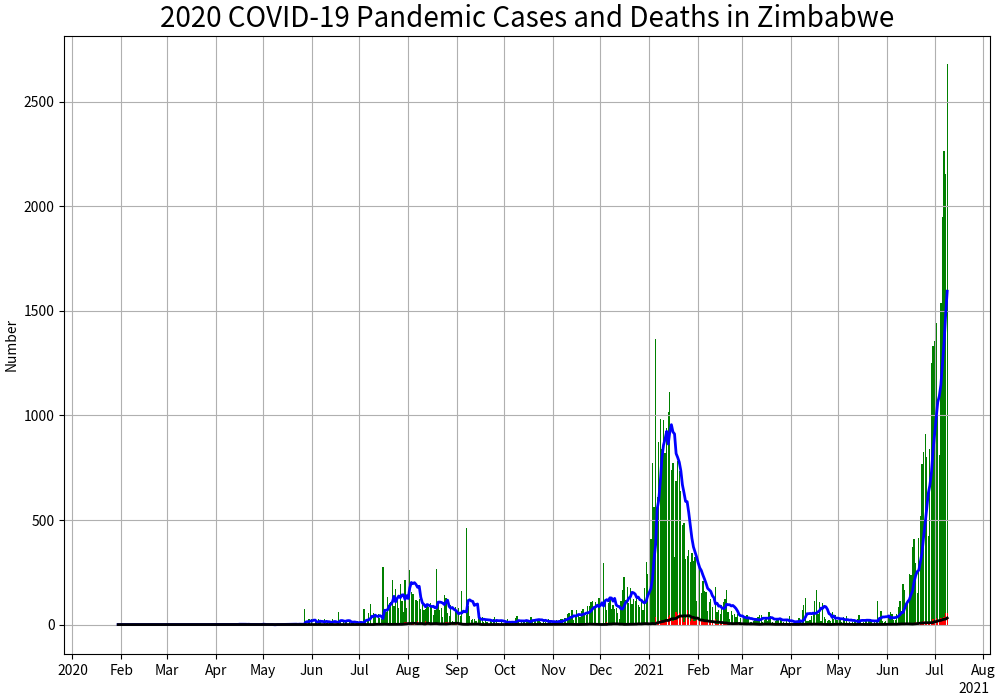 2020 COVID-19 Pandemic Cases and Deaths in Zimbabwe
Number
2500
2000
1500
1000
500
0
2020 Feb Mar Apr May Jun Jul Aug Sep Oct Nov Dec 2021 Feb Mar Apr May Jun Jul Aug
2021